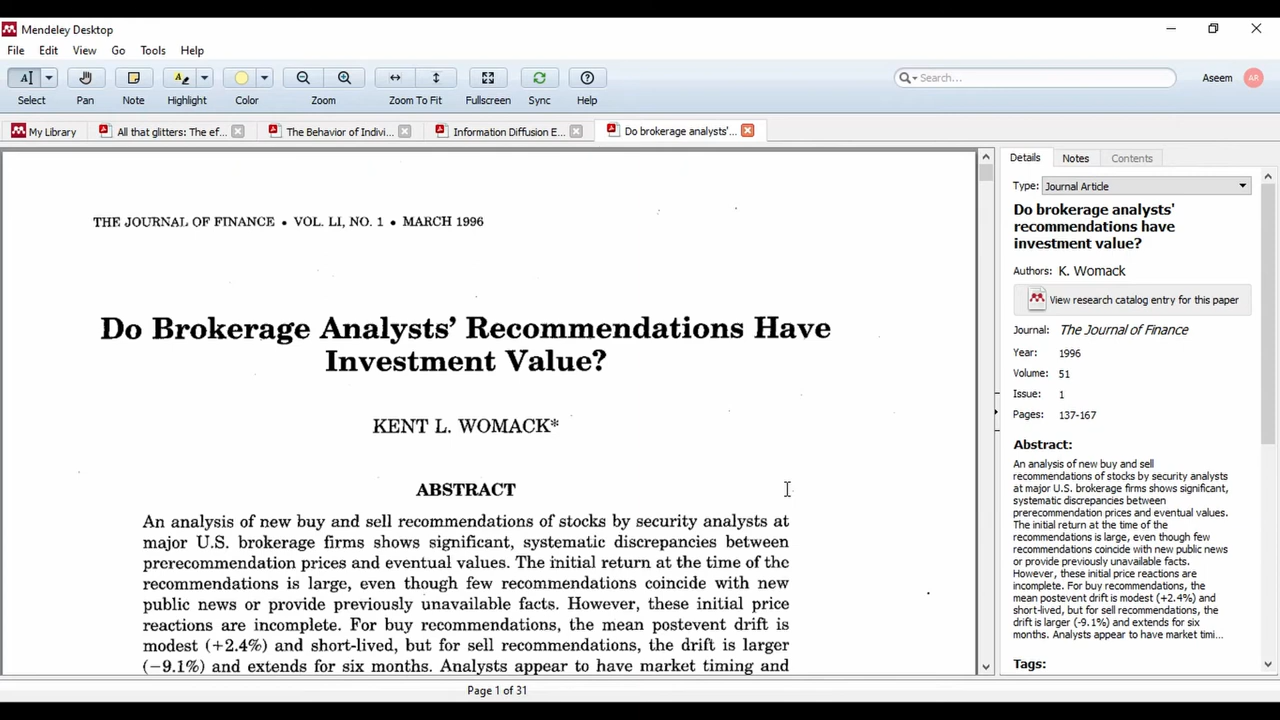 Mendeley Desktop
File Edit View Go Tools Help
Search...
Aseem AR
Select Pan Note Highlight Color Zoom Zoom To Fit Fullscreen Sync Help
My Library All that glitters: The ef... The Behavior of Indivi... Information Diffusion E... Do brokerage analysts'...
THE JOURNAL OF FINANCE • VOL. LI, NO. 1 • MARCH 1996
Do Brokerage Analysts' Recommendations Have
Investment Value?
KENT L. WOMACK*
ABSTRACT
An analysis of new buy and sell recommendations of stocks by security analysts at
major U.S. brokerage firms shows significant, systematic discrepancies between
prerecommendation prices and eventual values. The initial return at the time of the
recommendations is large, even though few recommendations coincide with new
public news or provide previously unavailable facts. However, these initial price
reactions are incomplete. For buy recommendations, the mean postevent drift is
modest (+2.4%) and short-lived, but for sell recommendations, the drift is larger
(−9.1%) and extends for six months. Analysts appear to have market timing and
Page 1 of 31
Details Notes Contents
Type: Journal Article
Do brokerage analysts'
recommendations have
investment value?
Authors: K. Womack
View research catalog entry for this paper
Journal: The Journal of Finance
Year: 1996
Volume: 51
Issue: 1
Pages: 137-167
Abstract:
An analysis of new buy and sell
recommendations of stocks by security analysts
at major U.S. brokerage firms shows significant,
systematic discrepancies between
prerecommendation prices and eventual values.
The initial return at the time of the
recommendations is large, even though few
recommendations coincide with new public news
or provide previously unavailable facts.
However, these initial price reactions are
incomplete. For buy recommendations, the
mean postevent drift is modest (+2.4%) and
short-lived, but for sell recommendations, the
drift is larger (-9.1%) and extends for six
months. Analysts appear to have market timi...
Tags: